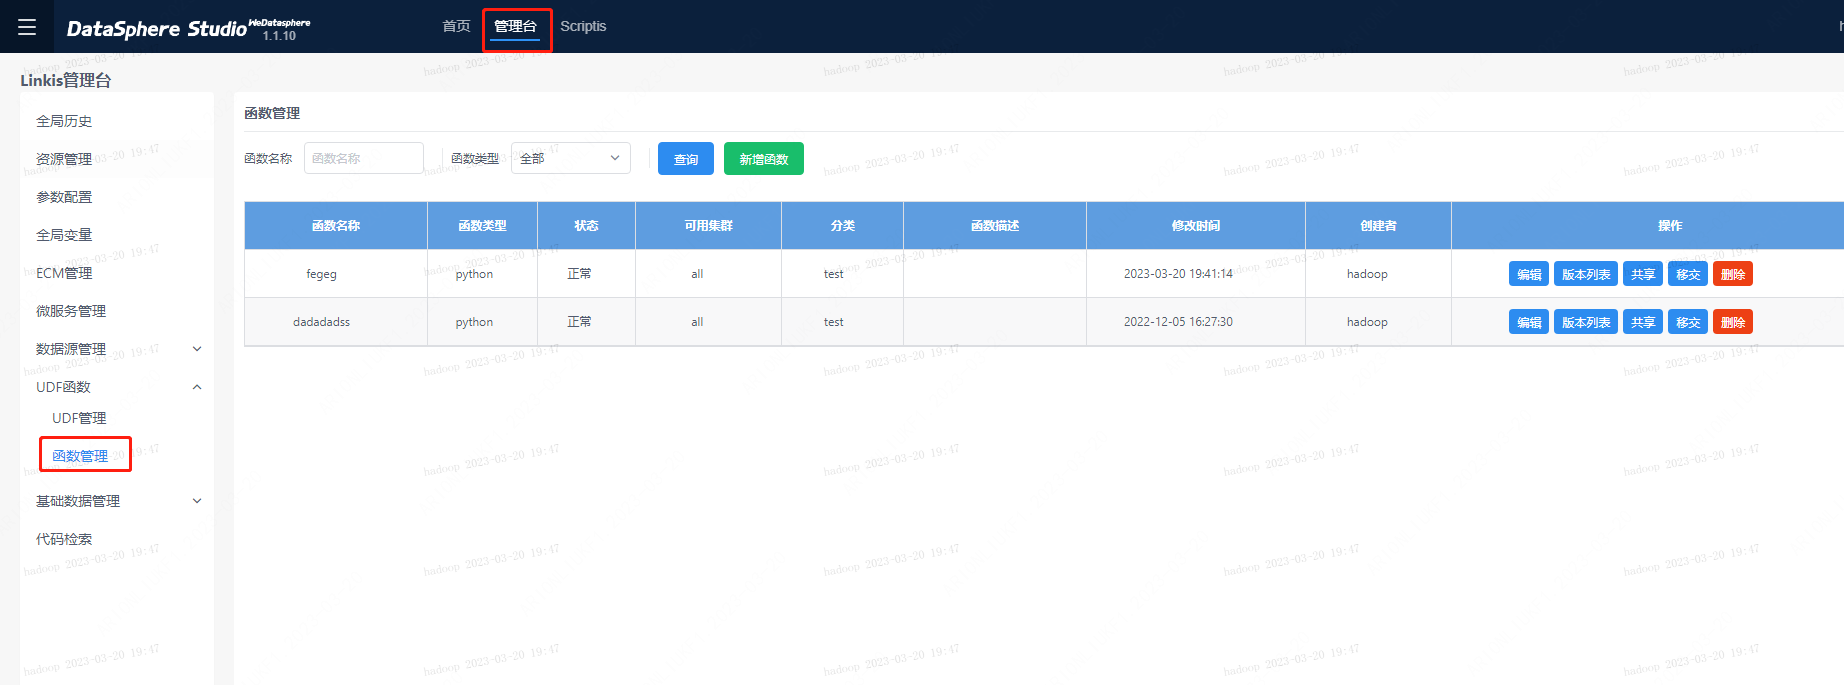 DataSphere Studio WeDatasphere 1.1.10 首页 管理台 Scriptis
Linkis管理台
全局历史
资源管理
参数配置
全局变量
ECM管理
微服务管理
数据源管理
UDF函数
UDF管理
函数管理
基础数据管理
代码检索
函数管理
函数名称 函数名称 函数类型 全部 查询 新增函数
函数名称 函数类型 状态 可用集群 分类 函数描述 修改时间 创建者 操作
fegeg python 正常 all test 2023-03-20 19:41:14 hadoop 编辑 版本列表 共享 移交 删除
dadadadss python 正常 all test 2022-12-05 16:27:30 hadoop 编辑 版本列表 共享 移交 删除
hadoop 2023-03-20 19:47